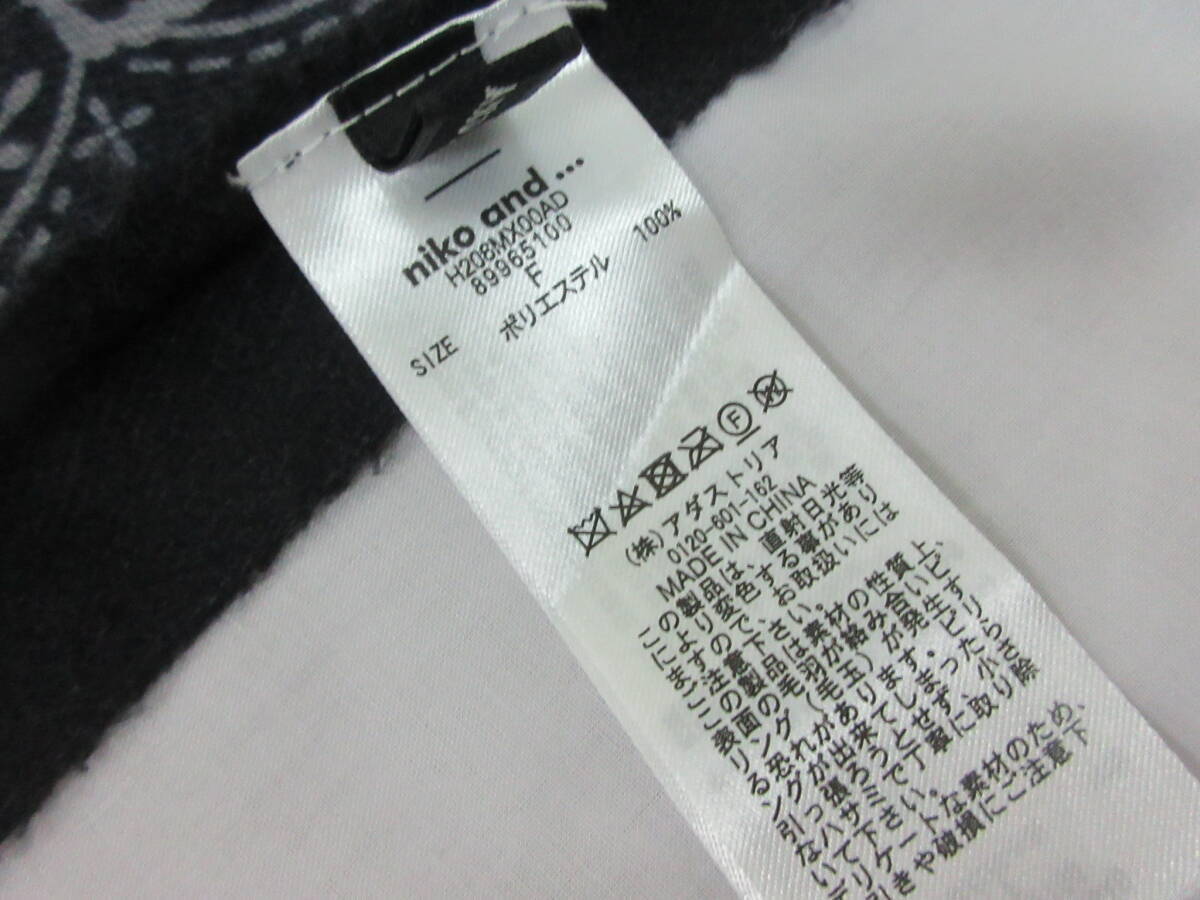 niko and ...
H208MX00AD
89965100
SIZE F
ポリエステル 100%
F
(株)アダストリア
0120-601-162
MADE IN CHINA
この製品は、直射日光等
により変色する事があり
ますので、お取扱いには
ご注意下さい。
この製品は素材の性質上、
表面の毛羽が絡み合いピ
リング(毛玉)が発生す
る恐れがあります。ピリ
ングが出来てしまったら
引っ張ろうとせず、小さ
なハサミで丁寧に取り除
いて下さい。
デリケートな素材のため、
引きや破損にご注意下